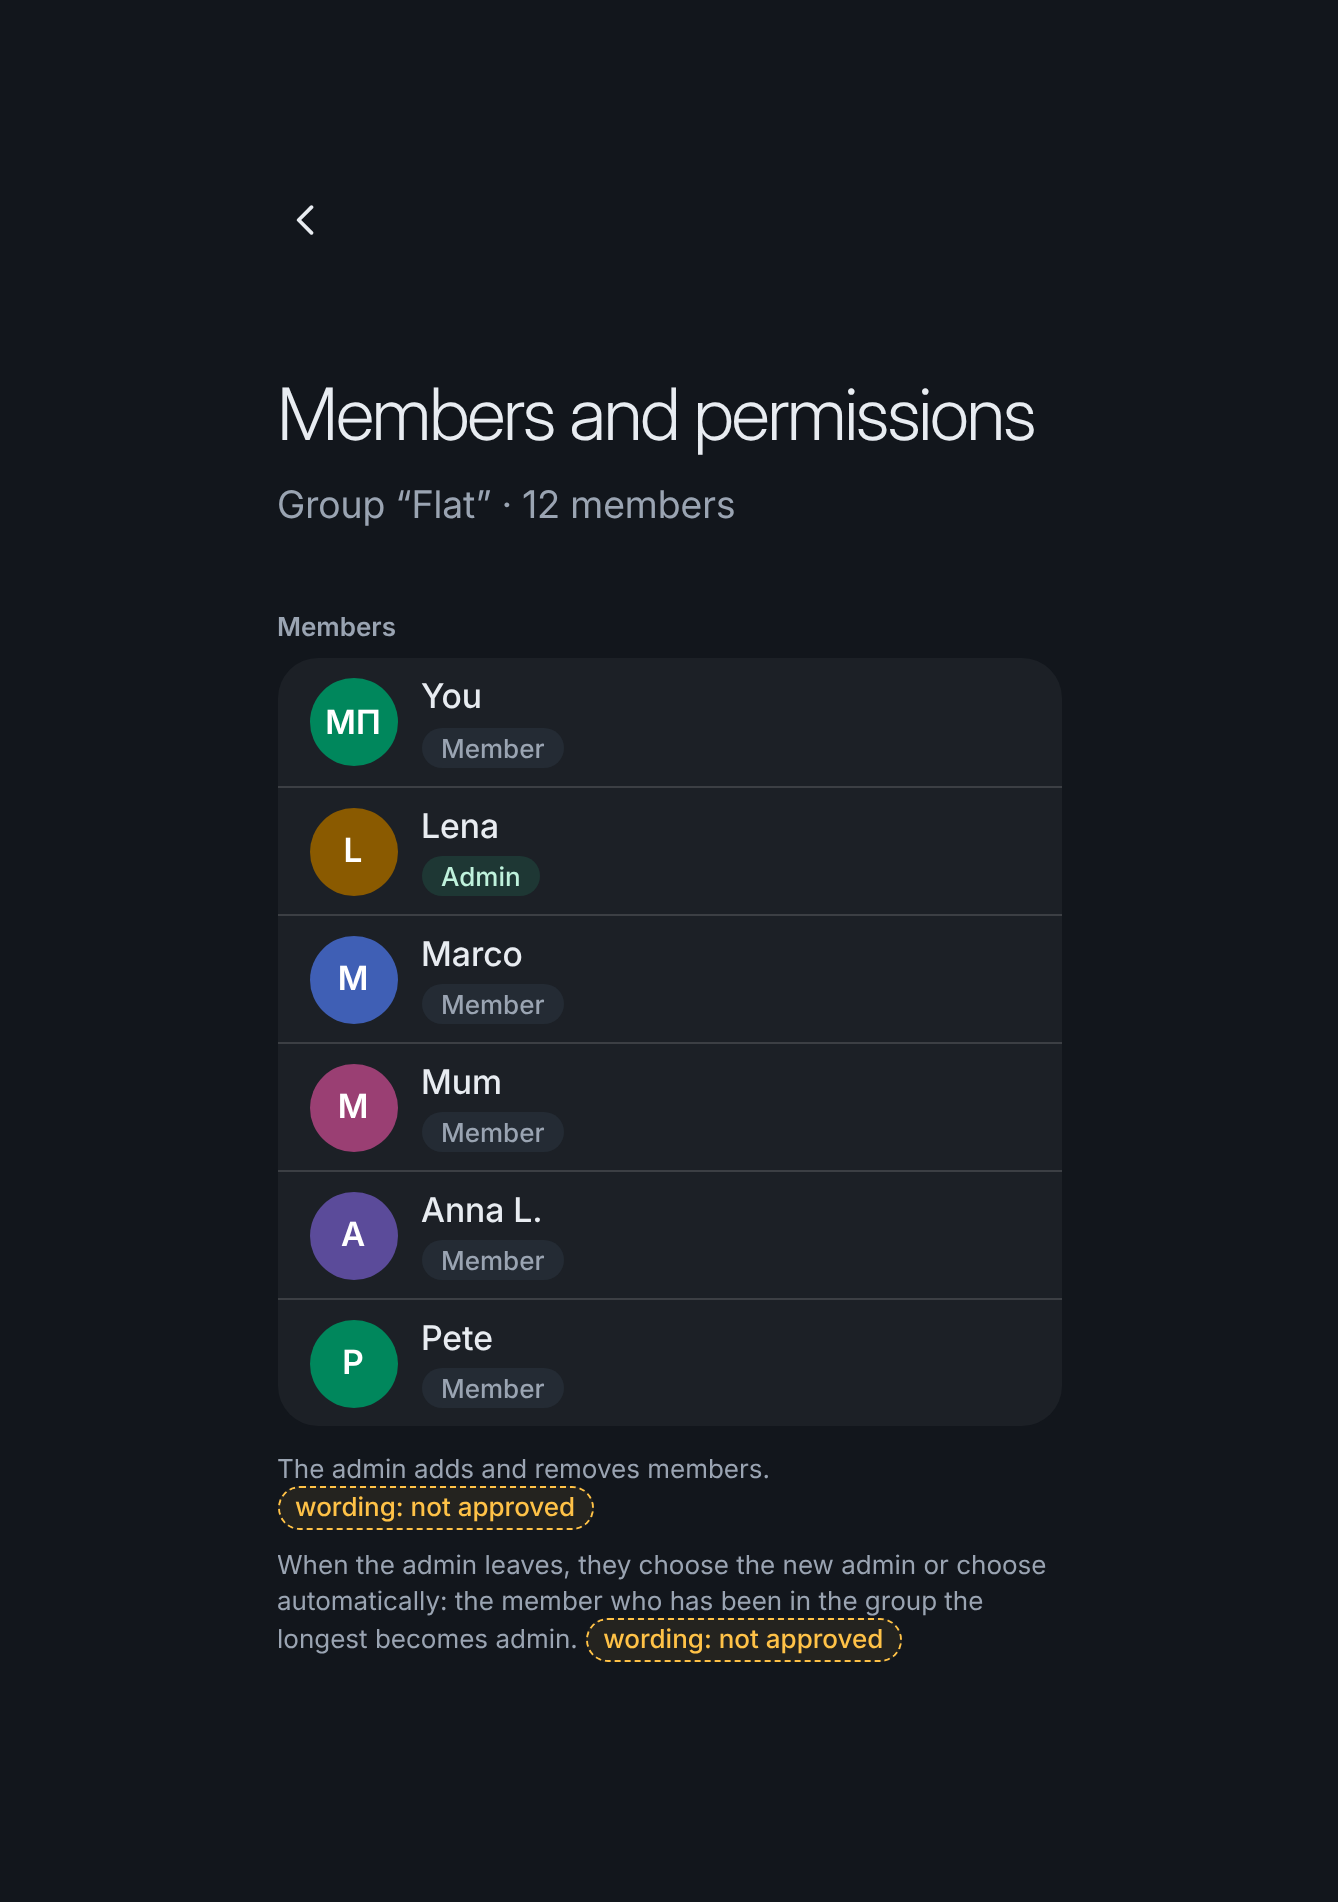 Members and permissions
Group “Flat” · 12 members
Members
МП
You
Member
L
Lena
Admin
M
Marco
Member
M
Mum
Member
A
Anna L.
Member
P
Pete
Member
The admin adds and removes members.
wording: not approved
When the admin leaves, they choose the new admin or choose
automatically: the member who has been in the group the
longest becomes admin. wording: not approved